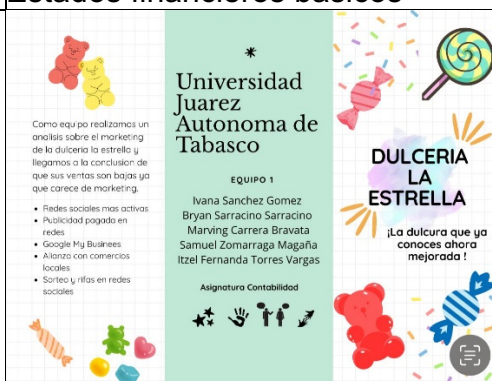 Estados financieros básicos
Como equipo realizamos un
analisis sobre el marketing
de la dulceria la estrella y
llegamos a la conclusion de
que sus ventas son bajas ya
que carece de marketing.
Redes sociales mas activas
Publicidad pagada en
redes
Google My Businees
Alianza con comercios
locales
Sorteo y rifas en redes
sociales
Universidad
Juarez
Autonoma de
Tabasco
EQUIPO 1
Ivana Sanchez Gomez
Bryan Sarracino Sarracino
Marving Carrera Bravata
Samuel Zomarraga Magaña
Itzel Fernanda Torres Vargas
Asignatura Contabilidad
DULCERIA
LA
ESTRELLA
¡La dulcura que ya
conoces ahora
mejorada !